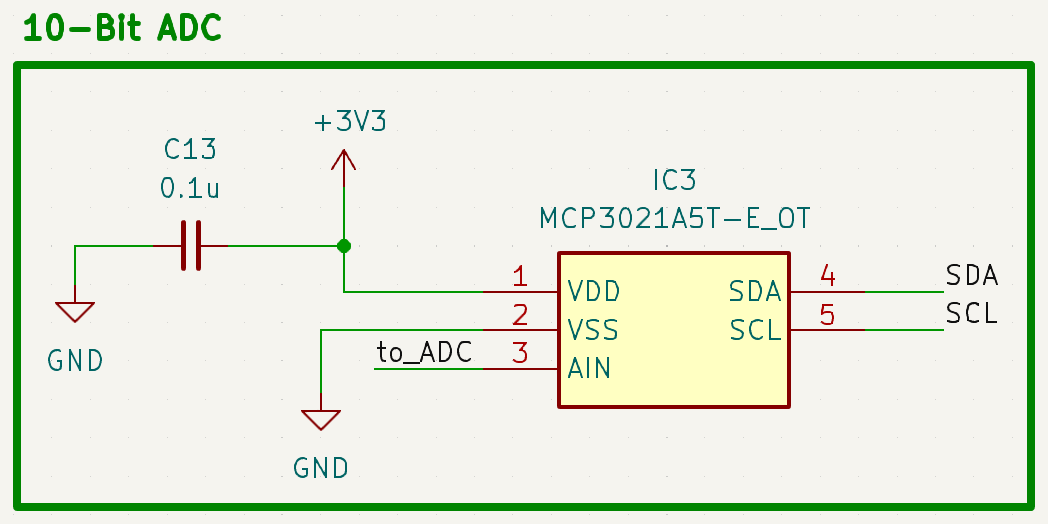 10-Bit ADC
+3V3
C13
0.1u
IC3
MCP3021A5T-E_OT
1 VDD
2 VSS
to_ADC 3 AIN
SDA 4 SDA
SCL 5 SCL
GND
GND